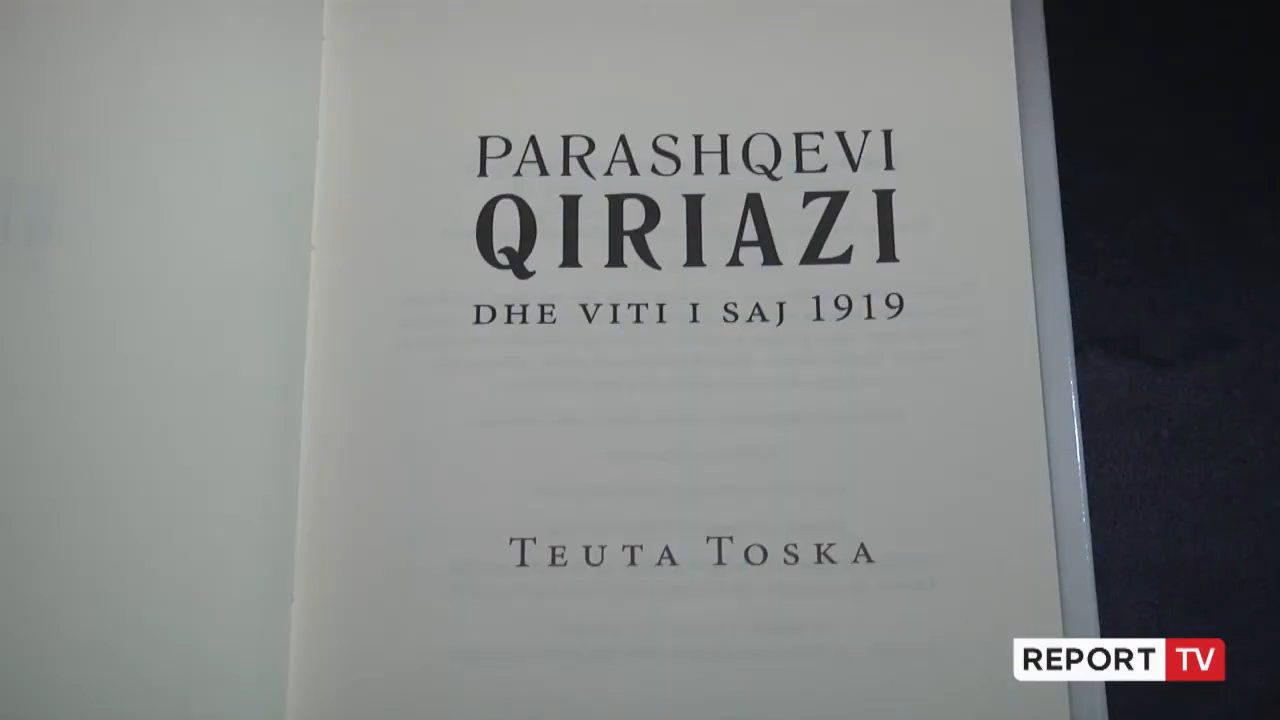 PARASHQEVI
QIRIAZI
DHE VITI I SAJ 1919
TEUTA TOSKA
REPORT TV